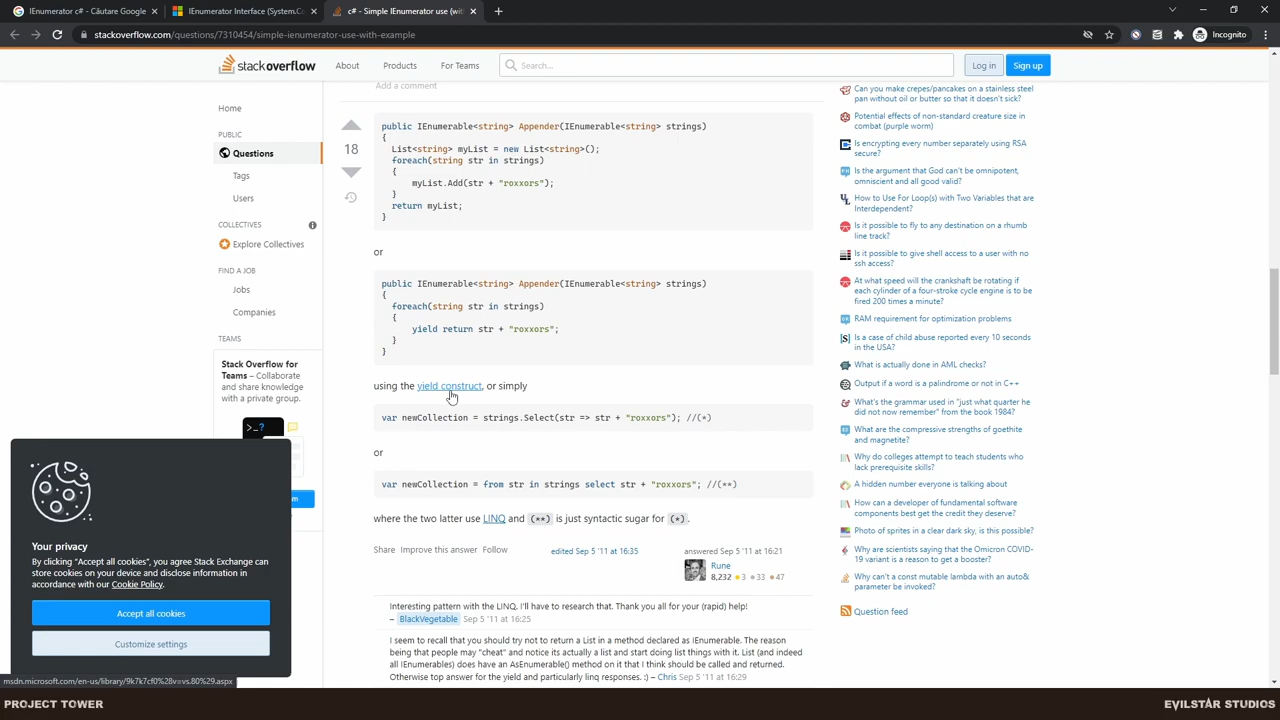 IEnumerator c# - Căutare Google
IEnumerator Interface (System.C
c# - Simple IEnumerator use (wit
stackoverflow.com/questions/7310454/simple-ienumerator-use-with-example
Incognito
stackoverflow
About
Products
For Teams
Search...
Log in
Sign up
Home
PUBLIC
Questions
Tags
Users
COLLECTIVES
Explore Collectives
FIND A JOB
Jobs
Companies
TEAMS
Stack Overflow for
Teams – Collaborate
and share knowledge
with a private group.
>_?
Add a comment
18
public IEnumerable<string> Appender(IEnumerable<string> strings)
{
List<string> myList = new List<string>();
foreach(string str in strings)
{
myList.Add(str + "roxxors");
}
return myList;
}
or
public IEnumerable<string> Appender(IEnumerable<string> strings)
{
foreach(string str in strings)
{
yield return str + "roxxors";
}
}
using the yield construct, or simply
var newCollection = strings.Select(str => str + "roxxors"); //(*)
or
var newCollection = from str in strings select str + "roxxors"; //(**)
where the two latter use LINQ and (**) is just syntactic sugar for (*).
Share Improve this answer Follow
edited Sep 5 '11 at 16:35
answered Sep 5 '11 at 16:21
Rune
8,232 3 33 47
Interesting pattern with the LINQ. I'll have to research that. Thank you all for your (rapid) help!
– BlackVegetable Sep 5 '11 at 16:25
I seem to recall that you should try not to return a List in a method declared as IEnumerable. The reason
being that people may "cheat" and notice its actually a list and start doing list things with it. List (and indeed
all IEnumerables) does have an AsEnumerable() method on it that I think should be called and returned.
Otherwise top answer for the yield and particularly linq responses. :) – Chris Sep 5 '11 at 16:29
Can you make crepes/pancakes on a stainless steel
pan without oil or butter so that it doesn't sick?
Potential effects of non-standard creature size in
combat (purple worm)
Is encrypting every number separately using RSA
secure?
Is the argument that God can't be omnipotent,
omniscient and all good valid?
How to Use For Loop(s) with Two Variables that are
Interdependent?
Is it possible to fly to any destination on a rhumb
line track?
Is it possible to give shell access to a user with no
ssh access?
At what speed will the crankshaft be rotating if
each cylinder of a four-stroke cycle engine is to be
fired 200 times a minute?
RAM requirement for optimization problems
Is a case of child abuse reported every 10 seconds
in the USA?
What is actually done in AML checks?
Output if a word is a palindrome or not in C++
What's the grammar used in "just what quarter he
did not now remember" from the book 1984?
What are the compressive strengths of goethite
and magnetite?
Why do colleges attempt to teach students who
lack prerequisite skills?
A hidden number everyone is talking about
How can a developer of fundamental software
components best get the credit they deserve?
Photo of sprites in a clear dark sky, is this possible?
Why are scientists saying that the Omicron COVID-
19 variant is a reason to get a booster?
Why can't a const mutable lambda with an auto&
parameter be invoked?
Question feed
Your privacy
By clicking "Accept all cookies", you agree Stack Exchange can
store cookies on your device and disclose information in
accordance with our Cookie Policy.
Accept all cookies
Customize settings
msdn.microsoft.com/en-us/library/9k7k7cf0%28v=vs.80%29.aspx
PROJECT TOWER
EVILSTAR STUDIOS